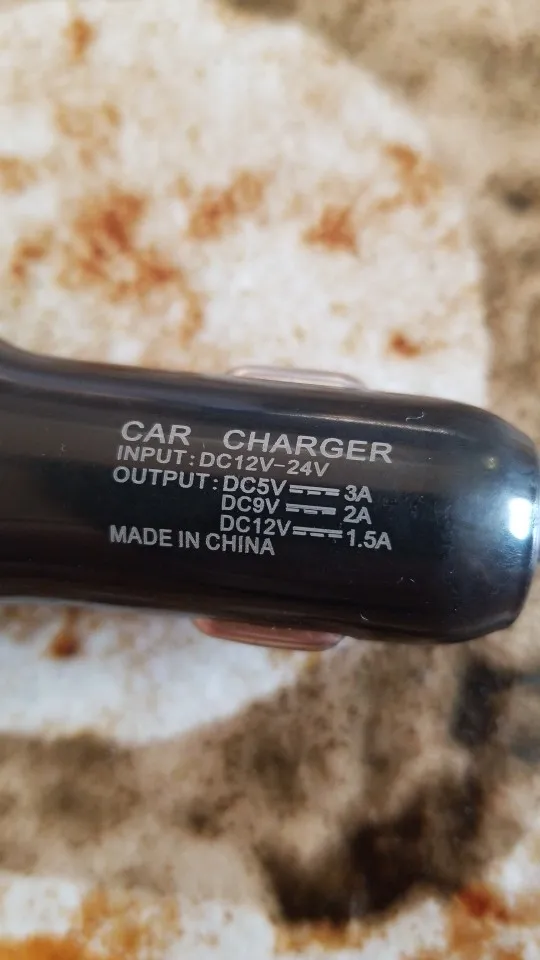 CAR CHARGER
INPUT:DC12V-24V
OUTPUT:DC5V⎓3A
DC9V⎓2A
DC12V⎓1.5A
MADE IN CHINA